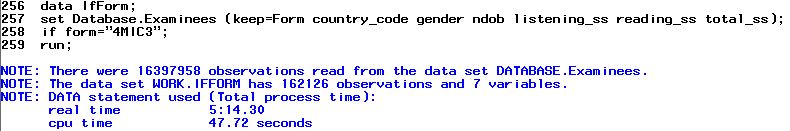 256 data IfForm;
257 set Database.Examinees (keep=Form country_code gender ndob listening_ss reading_ss total_ss);
258 if form="4MIC3";
259 run;
NOTE: There were 16397958 observations read from the data set DATABASE.Examinees.
NOTE: The data set WORK.IFFORM has 162126 observations and 7 variables.
NOTE: DATA statement used (Total process time):
real time 5:14.30
cpu time 47.72 seconds